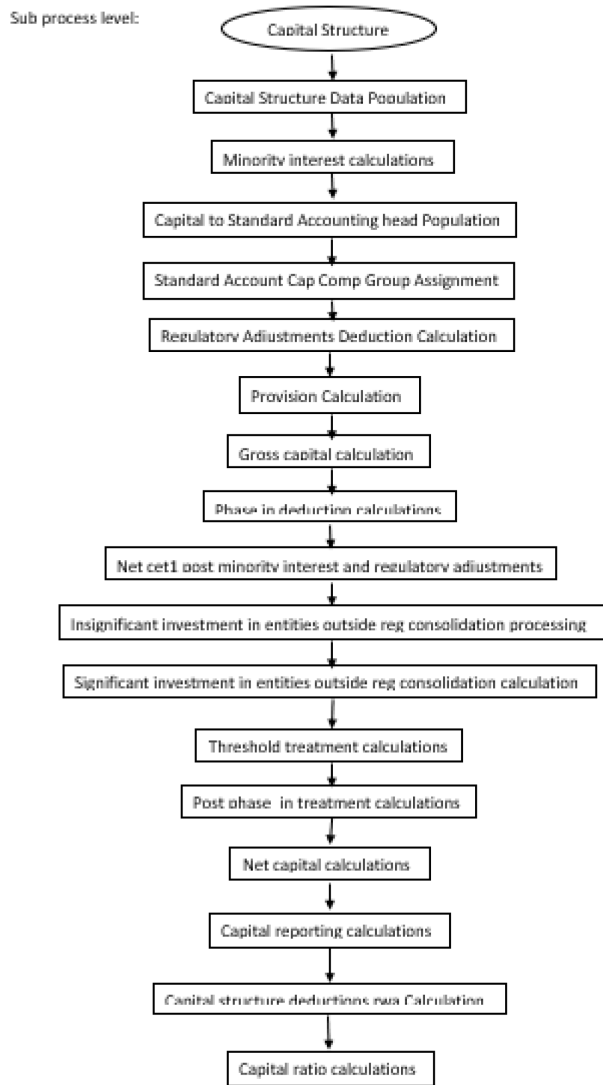 Sub process level:
Capital Structure
Capital Structure Data Population
Minority interest calculations
Capital to Standard Accounting head Population
Standard Account Cap Comp Group Assignment
Regulatory Adjustments Deduction Calculation
Provision Calculation
Gross capital calculation
Phase in deduction calculations
Net cet1 post minority interest and regulatory adjustments
Insignificant investment in entities outside reg consolidation processing
Significant investment in entities outside reg consolidation calculation
Threshold treatment calculations
Post phase in treatment calculations
Net capital calculations
Capital reporting calculations
Capital structure deductions rwa Calculation
Capital ratio calculations